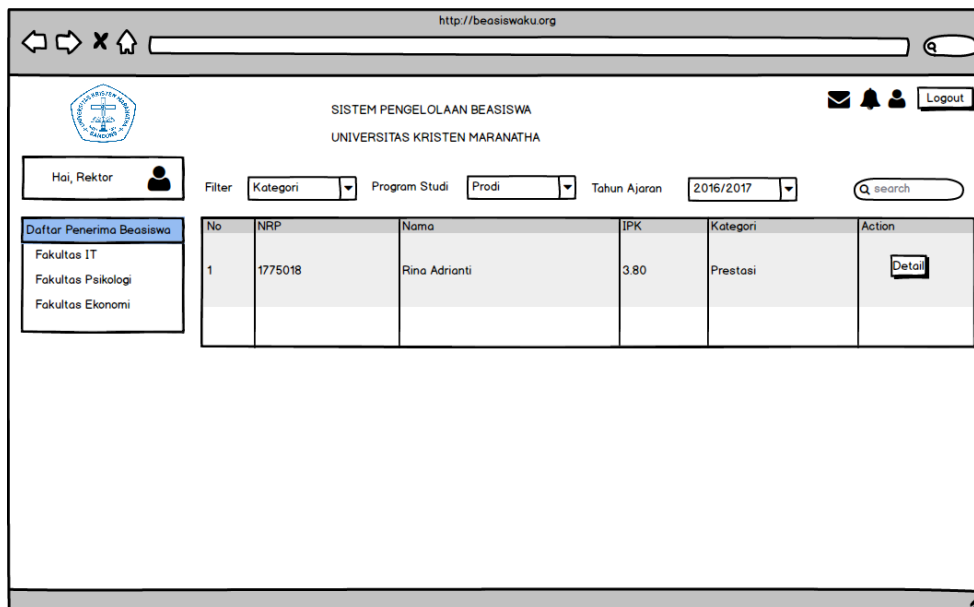 http://beasiswaku.org
SISTEM PENGELOLAAN BEASISWA
UNIVERSITAS KRISTEN MARANATHA
Logout
Hai, Rektor
Filter Kategori Program Studi Prodi Tahun Ajaran 2016/2017 search
Daftar Penerima Beasiswa
Fakultas IT
Fakultas Psikologi
Fakultas Ekonomi
No NRP Nama IPK Kategori Action
1 1775018 Rina Adrianti 3.80 Prestasi Detail